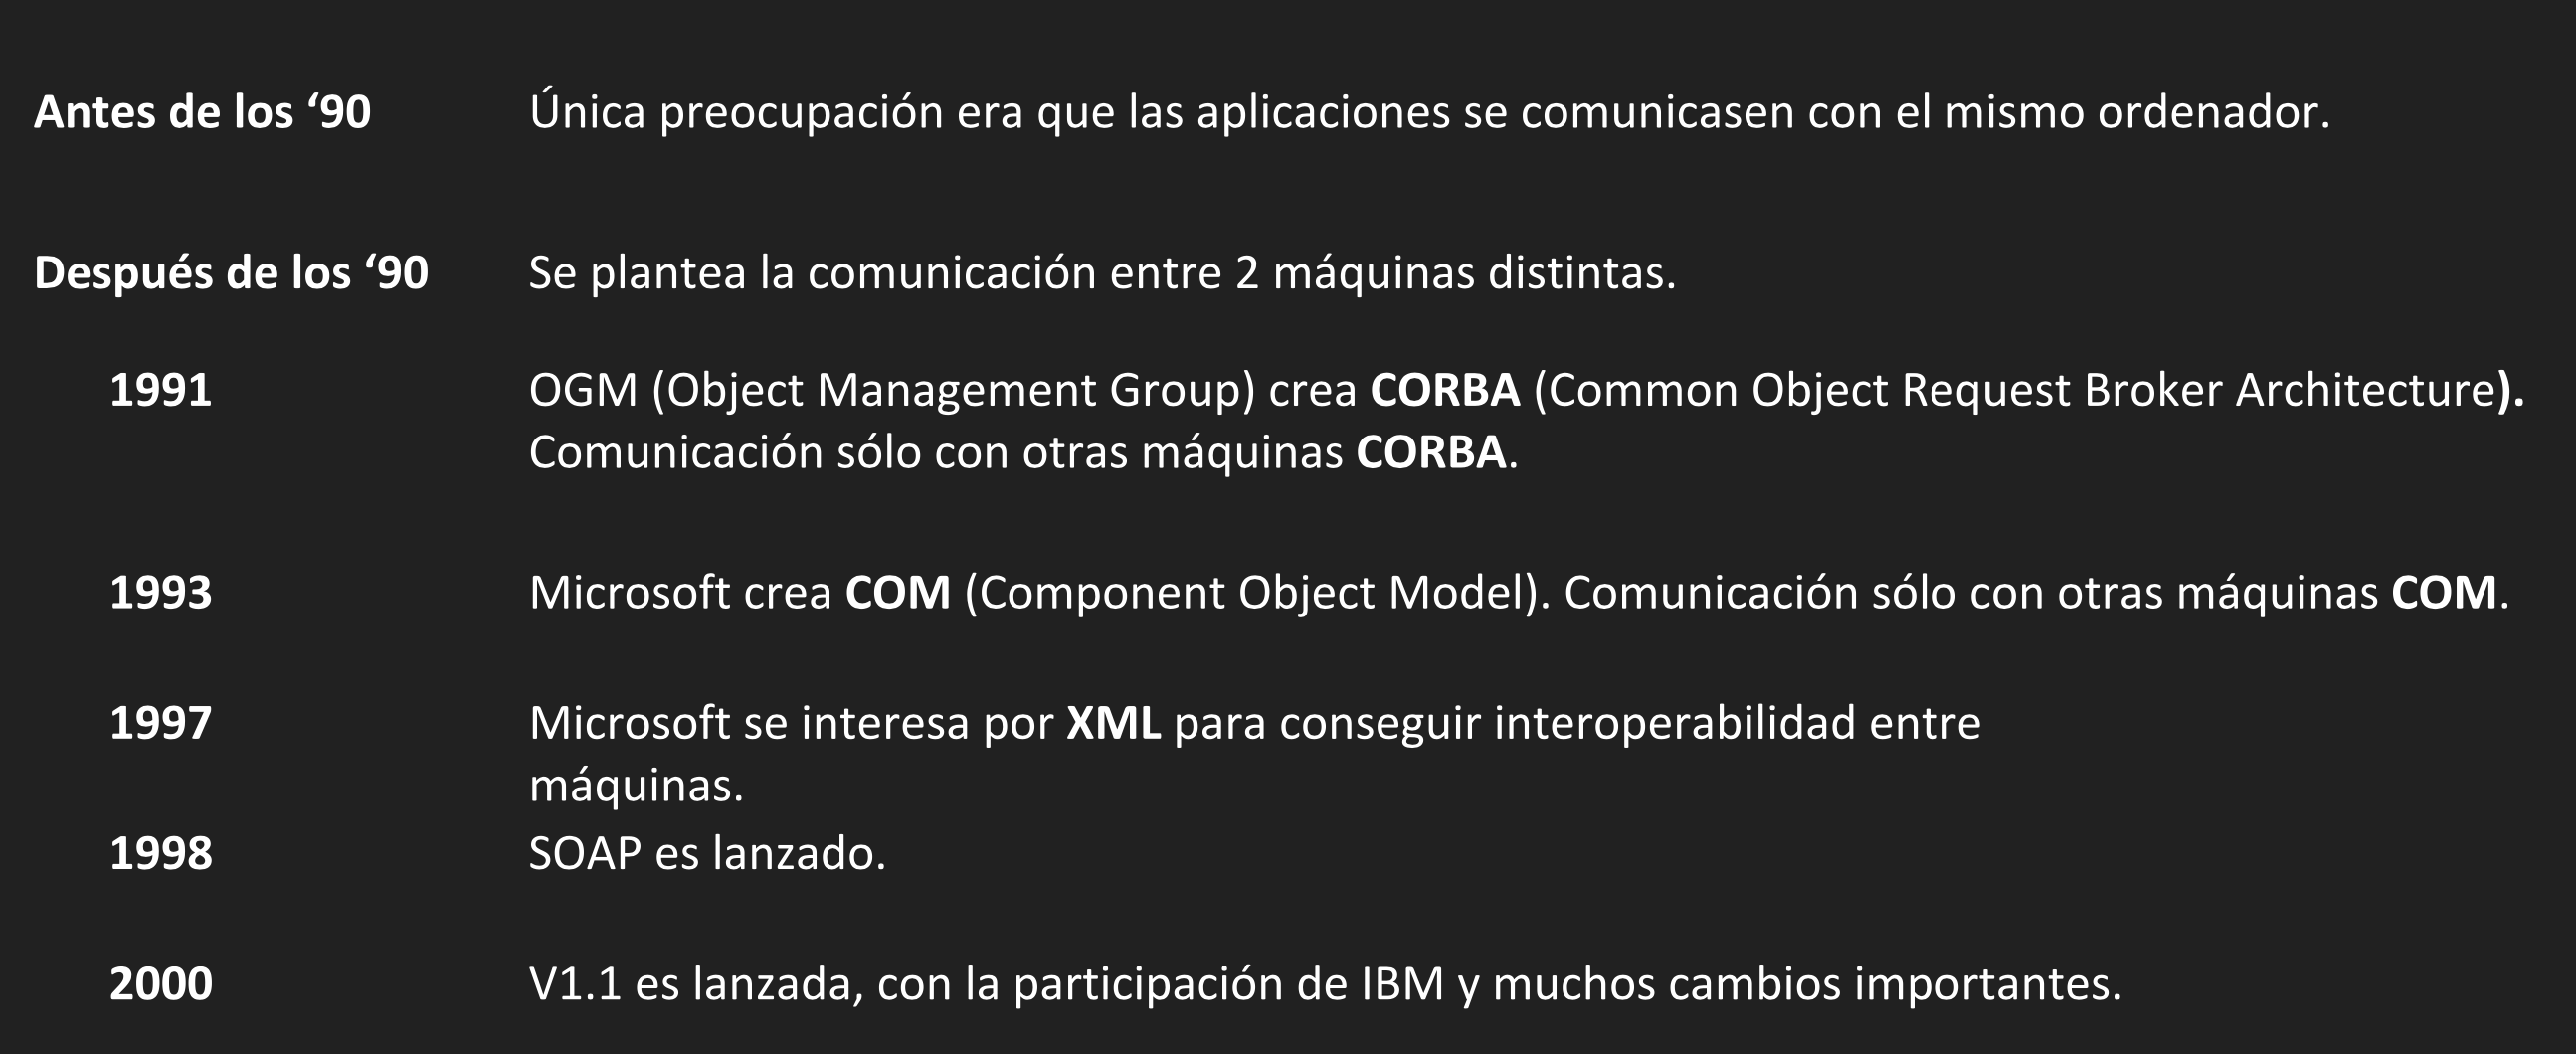 Antes de los ‘90 Única preocupación era que las aplicaciones se comunicasen con el mismo ordenador.
Después de los ‘90 Se plantea la comunicación entre 2 máquinas distintas.
1991 OGM (Object Management Group) crea CORBA (Common Object Request Broker Architecture).
Comunicación sólo con otras máquinas CORBA.
1993 Microsoft crea COM (Component Object Model). Comunicación sólo con otras máquinas COM.
1997 Microsoft se interesa por XML para conseguir interoperabilidad entre
máquinas.
1998 SOAP es lanzado.
2000 V1.1 es lanzada, con la participación de IBM y muchos cambios importantes.